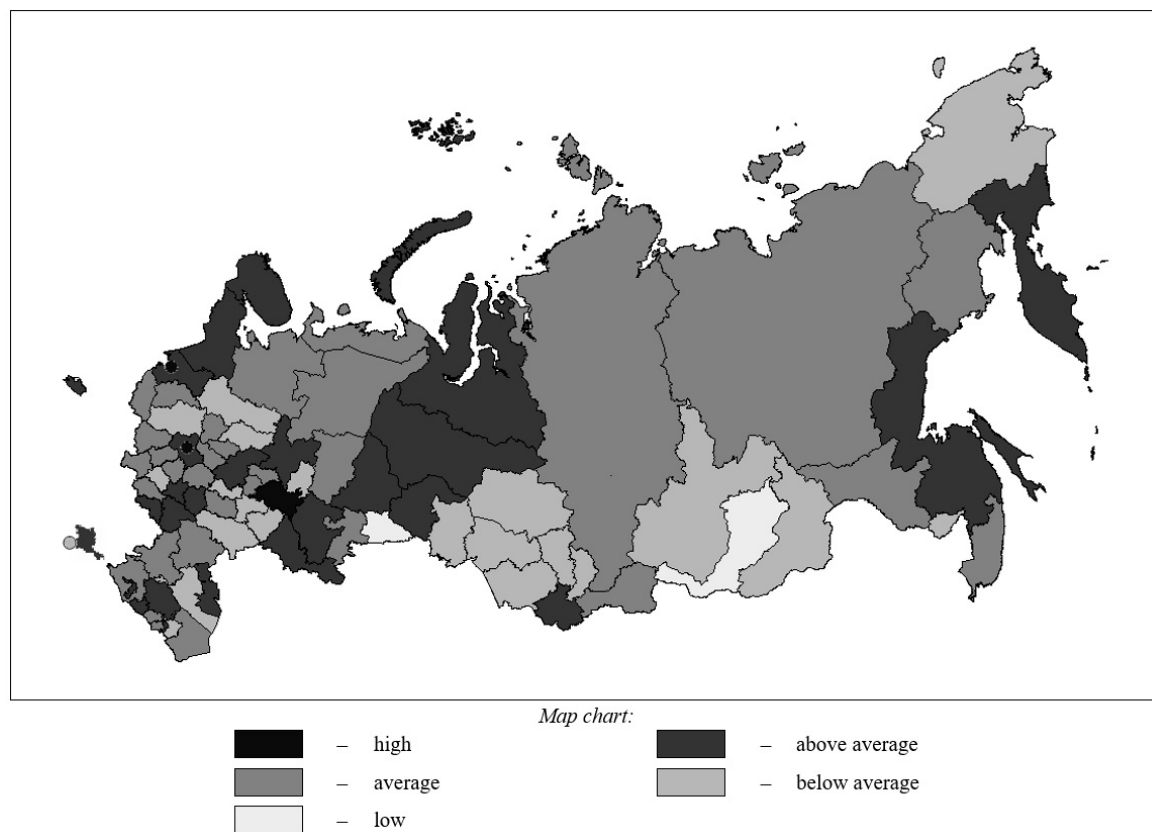 Map chart:
– high
– above average
– average
– below average
– low